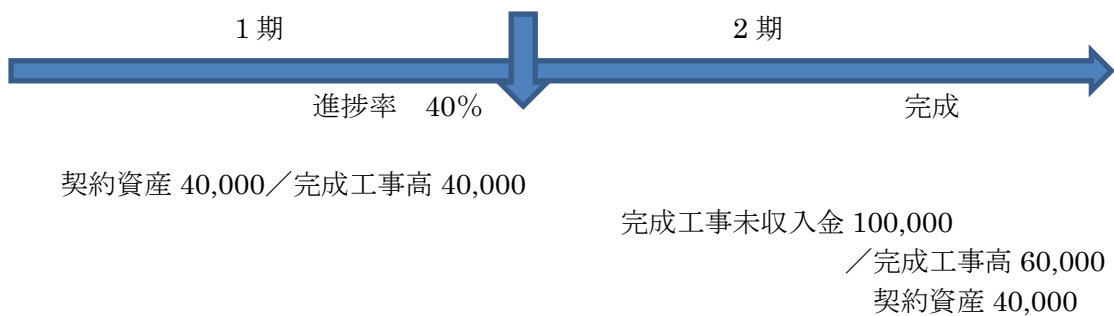 1 期
2 期
進捗率　40%
完成
契約資産 40,000／完成工事高 40,000
完成工事未収入金 100,000
／完成工事高 60,000
契約資産 40,000